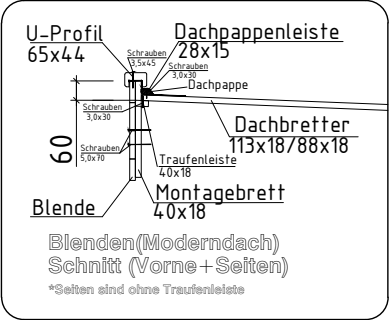 U-Profil
65x44
Schrauben
3,5x45
Dachpappenleiste
28x15
Schrauben
3,0x30
Dachpappe
Schrauben
3,0x30
60
Dachbretter
113x18/88x18
Schrauben
5,0x70
Traufenleiste
40x18
Montagebrett
40x18
Blende
Blenden(Moderndach)
Schnitt (Vorne+Seiten)
*Seiten sind ohne Traufenleiste